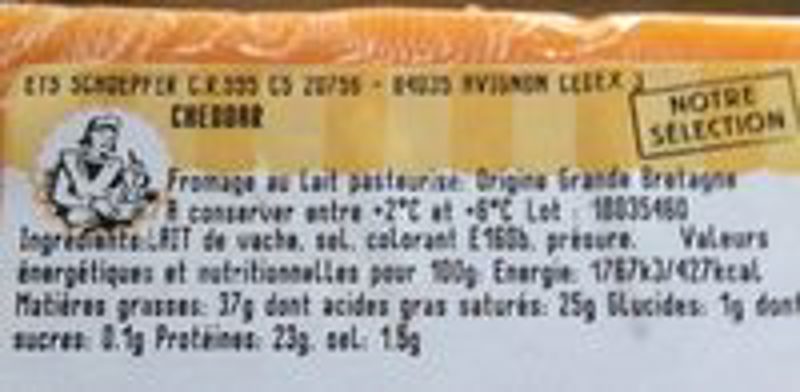 ETS SCHOEPFER C.R.999 CS 20756 - 84035 AVIGNON CEDEX 3
CHEDDAR
NOTRE
SÉLECTION
Fromage au Lait pasteurisé: Origine Grande Bretagne
A conserver entre +2°C et +6°C Lot : 18035460
Ingrédients:LAIT de vache, sel, colorant E160b, présure. Valeurs
énergétiques et nutritionnelles pour 100g: Energie: 1767kJ/427kcal
Matières grasses: 37g dont acides gras saturés: 25g Glucides: 1g dont
sucres: 0.1g Protéines: 23g, sel: 1.6g